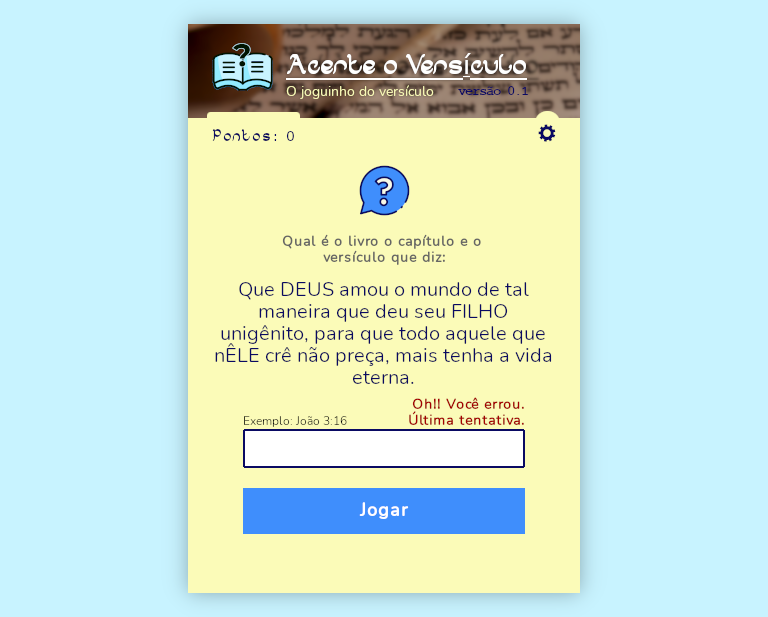 Acerte o Versículo
O joguinho do versículo versão 0.1
Pontos: 0
?
Qual é o livro o capítulo e o
versículo que diz:
Que DEUS amou o mundo de tal
maneira que deu seu FILHO
unigênito, para que todo aquele que
nÊLE crê não preça, mais tenha a vida
eterna.
Oh!! Você errou.
Exemplo: João 3:16 Última tentativa.
Jogar